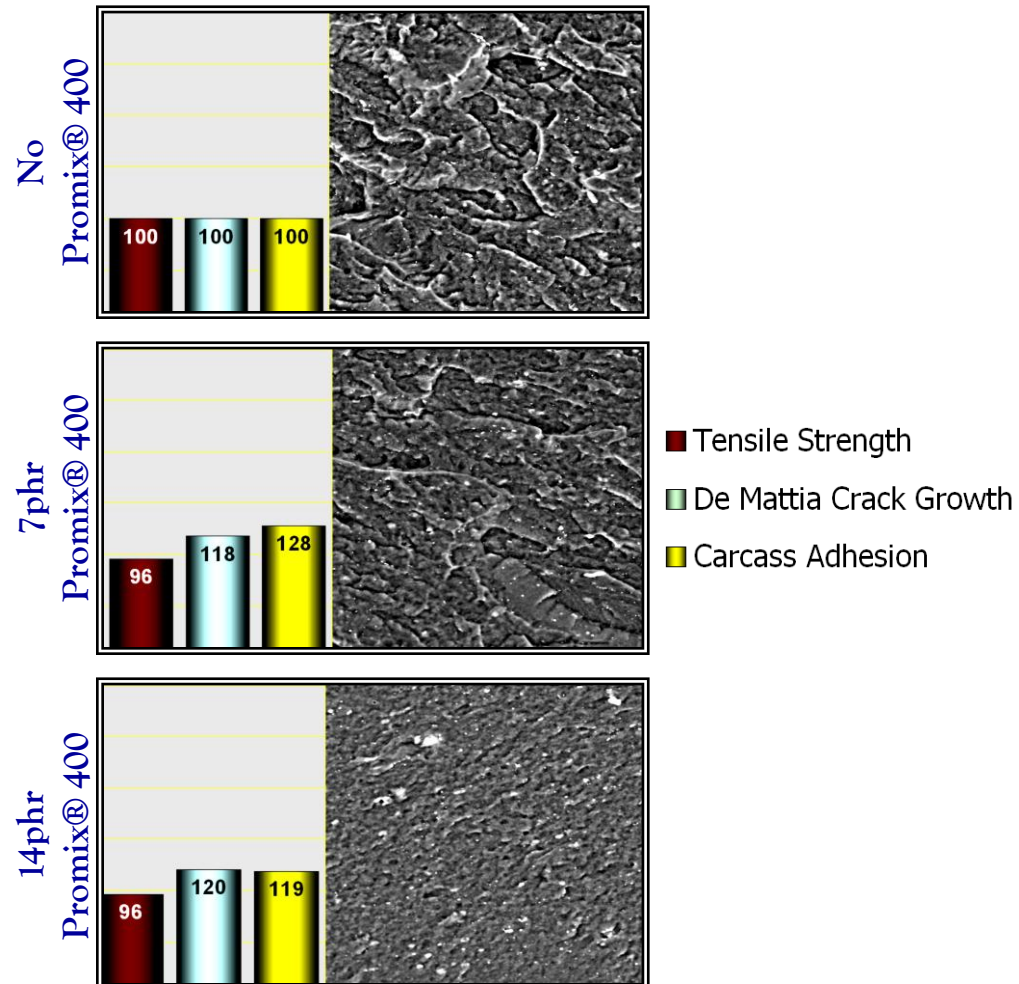 No
Promix® 400
100
100
100
7phr
Promix® 400
96
118
128
Tensile Strength
De Mattia Crack Growth
Carcass Adhesion
14phr
Promix® 400
96
120
119